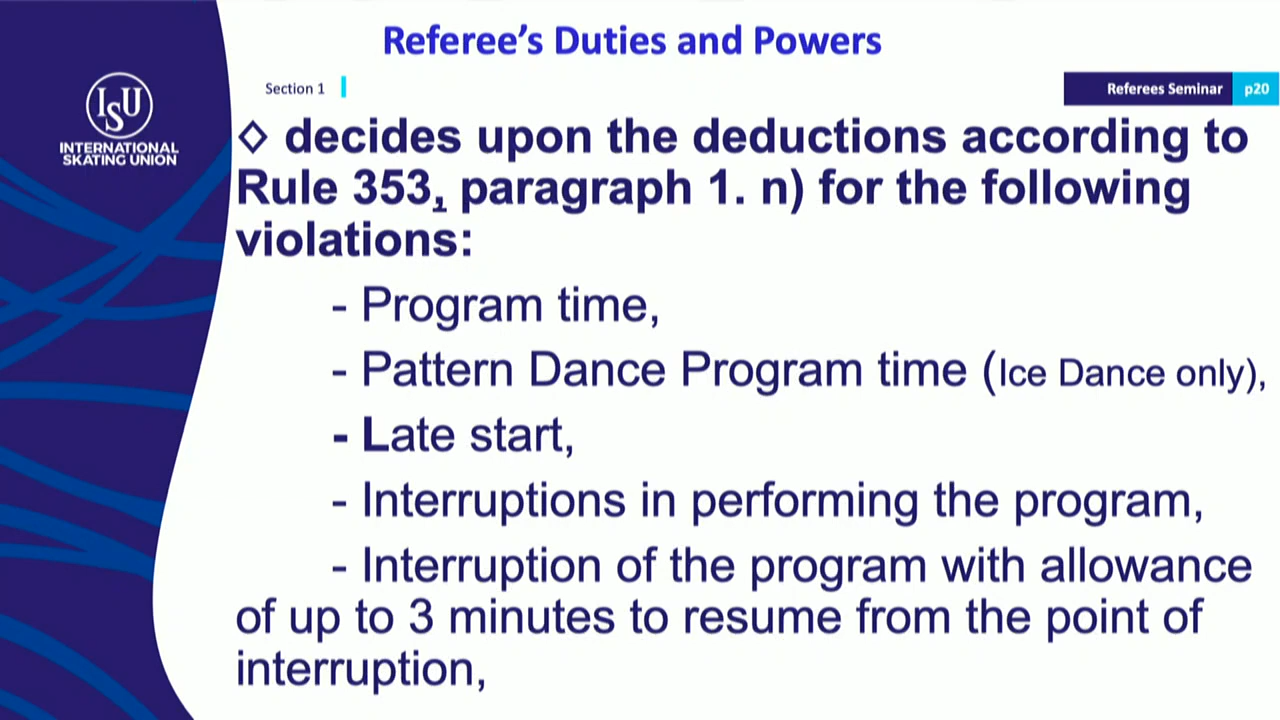 Referee's Duties and Powers
Section 1
Referees Seminar
p20
ISU
INTERNATIONAL
SKATING UNION
◇ decides upon the deductions according to
Rule 353, paragraph 1. n) for the following
violations:
- Program time,
- Pattern Dance Program time (Ice Dance only),
- Late start,
- Interruptions in performing the program,
- Interruption of the program with allowance
of up to 3 minutes to resume from the point of
interruption,